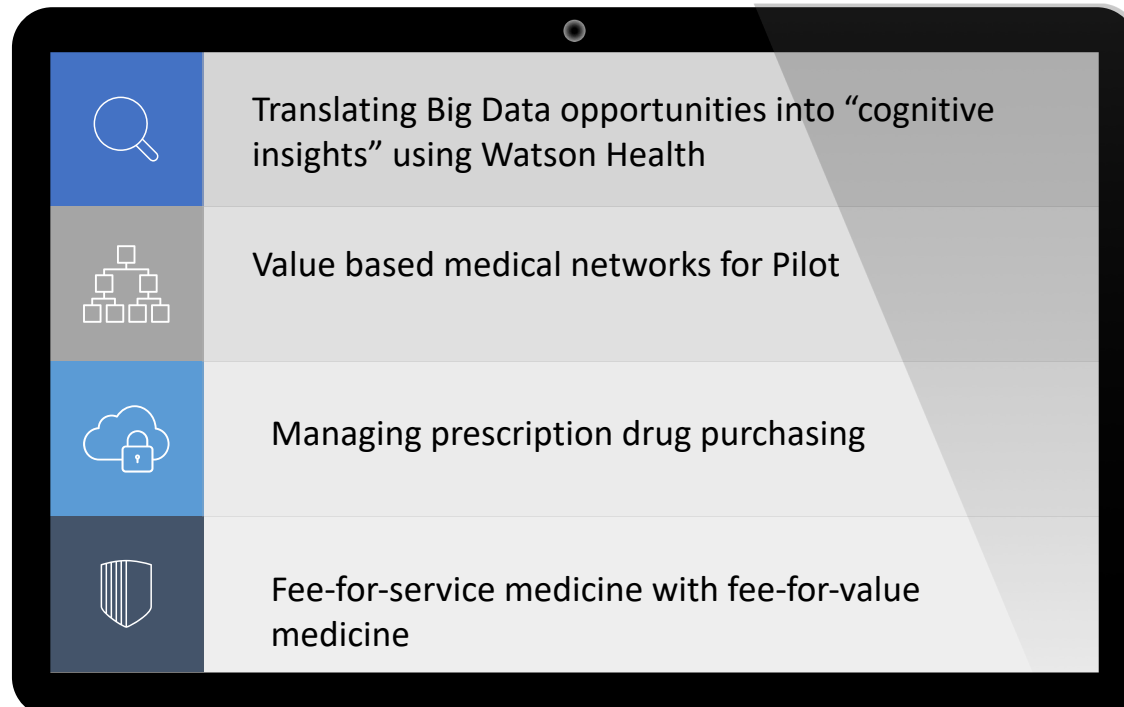 Translating Big Data opportunities into “cognitive
insights” using Watson Health
Value based medical networks for Pilot
Managing prescription drug purchasing
Fee-for-service medicine with fee-for-value
medicine